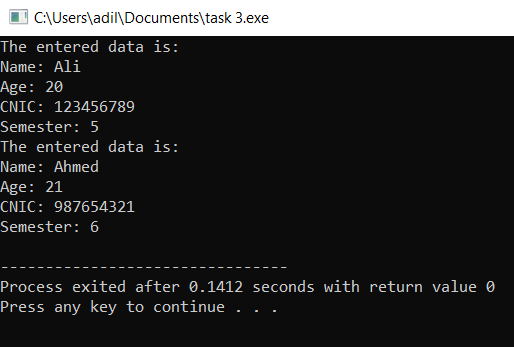 C:\Users\adil\Documents\task 3.exe
The entered data is:
Name: Ali
Age: 20
CNIC: 123456789
Semester: 5
The entered data is:
Name: Ahmed
Age: 21
CNIC: 987654321
Semester: 6
--------------------------------
Process exited after 0.1412 seconds with return value 0
Press any key to continue . . .